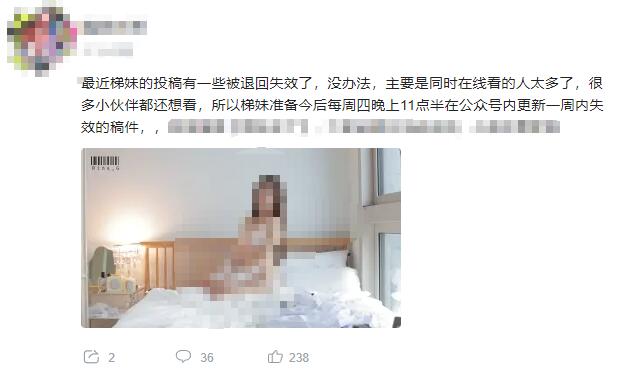 最近梯妹的投稿有一些被退回失效了，没办法，主要是同时在线看的人太多了，很
多小伙伴都还想看，所以梯妹准备今后每周四晚上11点半在公众号内更新一周内失
效的稿件，，
Rina_G
2
36
238